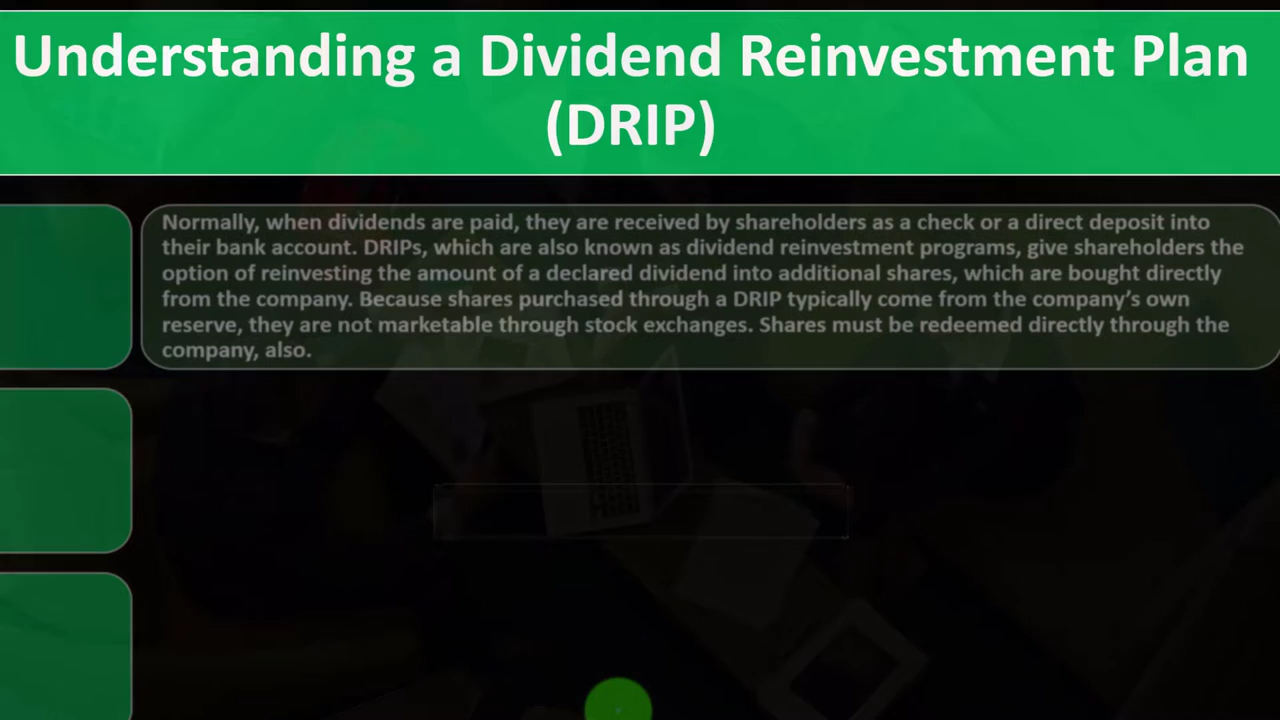 Understanding a Dividend Reinvestment Plan
(DRIP)
Normally, when dividends are paid, they are received by shareholders as a check or a direct deposit into
their bank account. DRIPs, which are also known as dividend reinvestment programs, give shareholders the
option of reinvesting the amount of a declared dividend into additional shares, which are bought directly
from the company. Because shares purchased through a DRIP typically come from the company’s own
reserve, they are not marketable through stock exchanges. Shares must be redeemed directly through the
company, also.